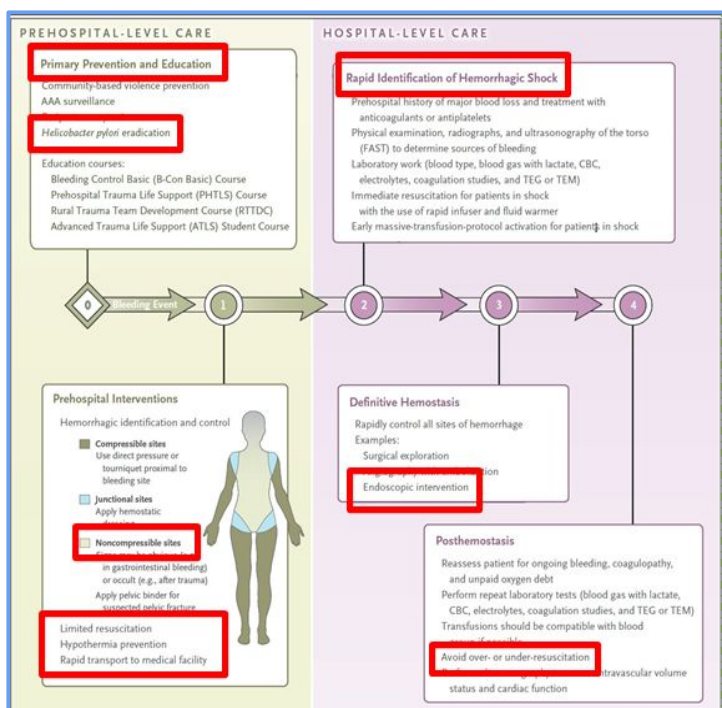 PREHOSPITAL-LEVEL CARE
HOSPITAL-LEVEL CARE
Primary Prevention and Education
Community-based violence prevention
AAA surveillance
Helicobacter pylori eradication
Education courses:
Bleeding Control Basic (B-Con Basic) Course
Prehospital Trauma Life Support (PHTLS) Course
Rural Trauma Team Development Course (RTTDC)
Advanced Trauma Life Support (ATLS) Student Course
Rapid Identification of Hemorrhagic Shock
Prehospital history of major blood loss and treatment with
anticoagulants or antiplatelets
Physical examination, radiographs, and ultrasonography of the torso
(FAST) to determine sources of bleeding
Laboratory work (blood type, blood gas with lactate, CBC,
electrolytes, coagulation studies, and TEG or TEM)
Immediate resuscitation for patients in shock
with the use of rapid infuser and fluid warmer
Early massive-transfusion-protocol activation for patients in shock
0 Bleeding Event 1 2 3 4
Prehospital Interventions
Hemorrhagic identification and control
Compressible sites
Use direct pressure or
tourniquet proximal to
bleeding site
Junctional sites
Apply hemostatic
Noncompressible sites
in gastrointestinal bleeding)
or occult (e.g., after trauma)
Apply pelvic binder for
suspected pelvic fracture
Limited resuscitation
Hypothermia prevention
Rapid transport to medical facility
Definitive Hemostasis
Rapidly control all sites of hemorrhage
Examples:
Surgical exploration
Endoscopic intervention
Posthemostasis
Reassess patient for ongoing bleeding, coagulopathy,
and unpaid oxygen debt
Perform repeat laboratory tests (blood gas with lactate,
CBC, electrolytes, coagulation studies, and TEG or TEM)
Transfusions should be compatible with blood
Avoid over- or under-resuscitation
intravascular volume
status and cardiac function